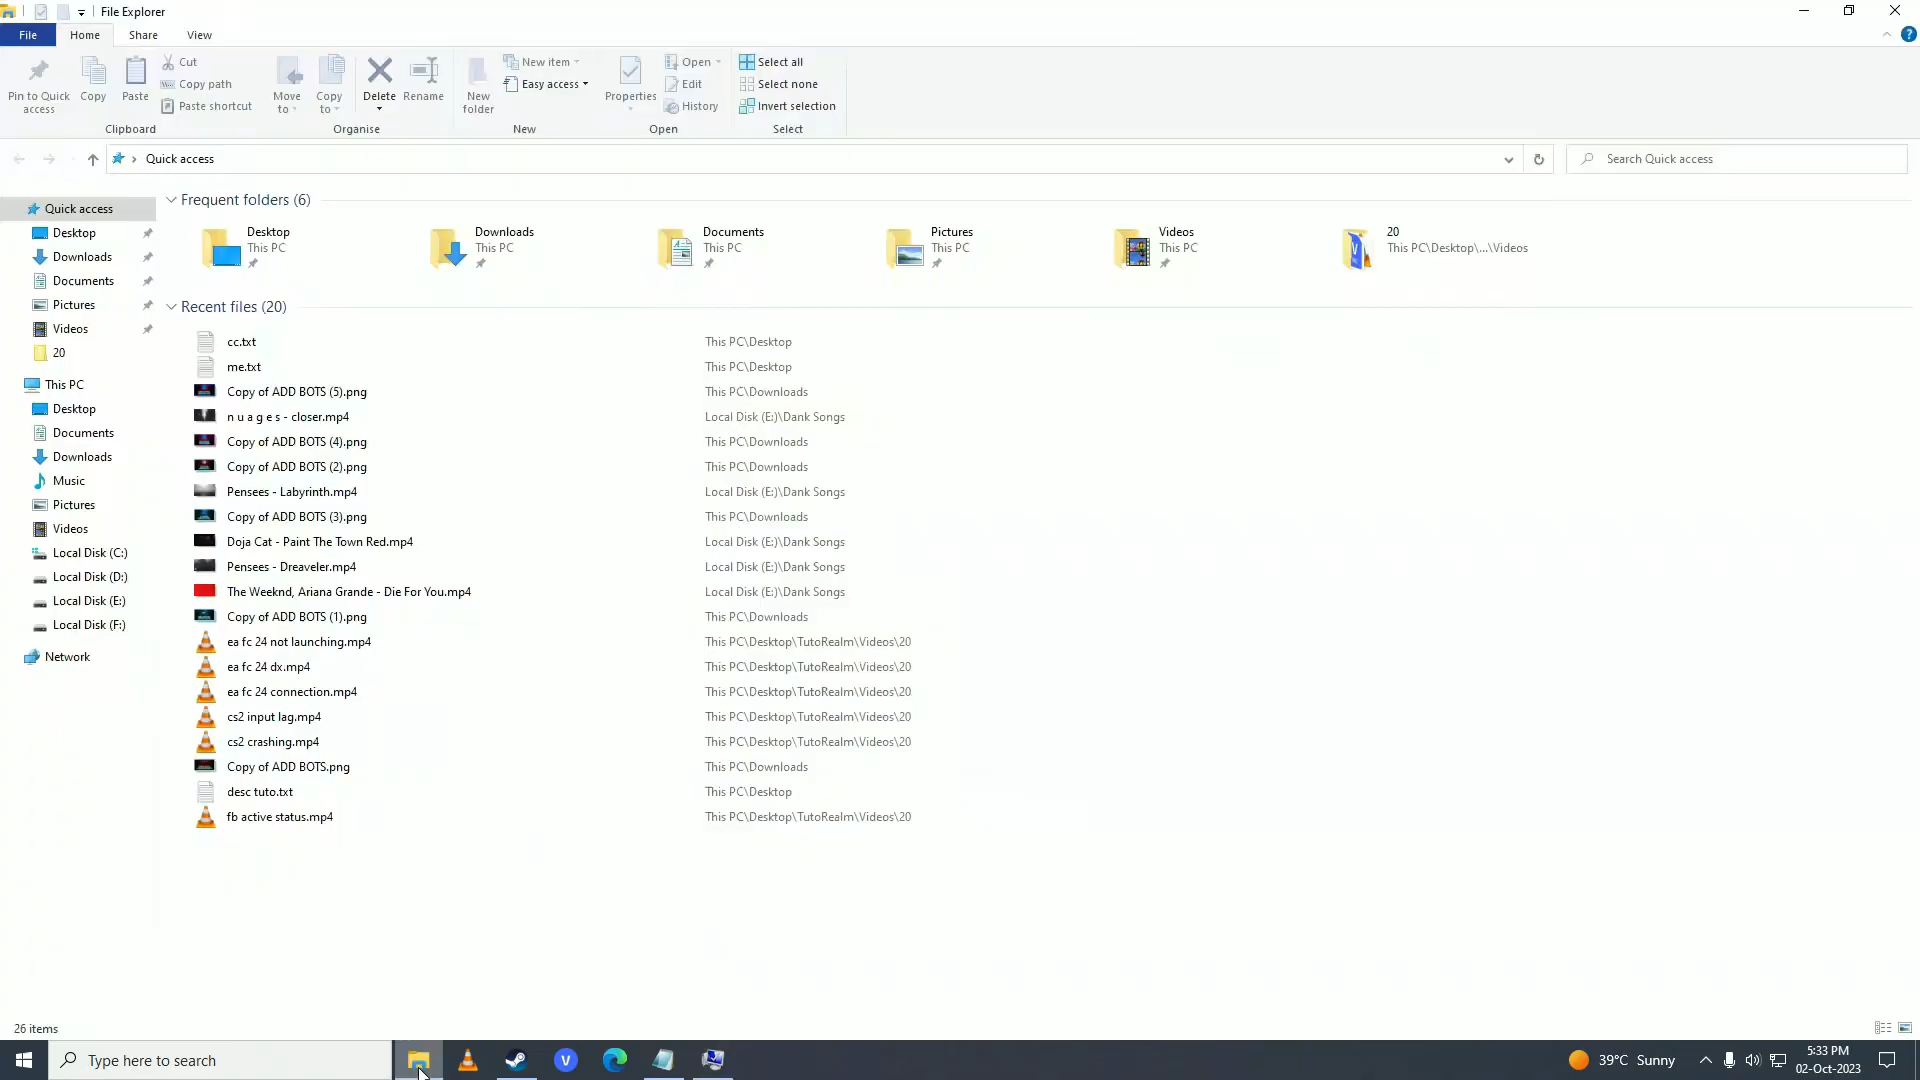 File Explorer
File
Home
Share
View
Pin to Quick access
Copy
Paste
Cut
Copy path
Paste shortcut
Clipboard
Move to
Copy to
Delete
Rename
Organise
New folder
New item
Easy access
New
Properties
Open
Edit
History
Open
Select all
Select none
Invert selection
Select
Quick access
Search Quick access
Quick access
Desktop
Downloads
Documents
Pictures
Videos
20
This PC
Desktop
Documents
Downloads
Music
Pictures
Videos
Local Disk (C:)
Local Disk (D:)
Local Disk (E:)
Local Disk (F:)
Network
Frequent folders (6)
Desktop
This PC
Downloads
This PC
Documents
This PC
Pictures
This PC
Videos
This PC
20
This PC\Desktop\...\Videos
Recent files (20)
cc.txt This PC\Desktop
me.txt This PC\Desktop
Copy of ADD BOTS (5).png This PC\Downloads
n u a g e s - closer.mp4 Local Disk (E:)\Dank Songs
Copy of ADD BOTS (4).png This PC\Downloads
Copy of ADD BOTS (2).png This PC\Downloads
Pensees - Labyrinth.mp4 Local Disk (E:)\Dank Songs
Copy of ADD BOTS (3).png This PC\Downloads
Doja Cat - Paint The Town Red.mp4 Local Disk (E:)\Dank Songs
Pensees - Dreaveler.mp4 Local Disk (E:)\Dank Songs
The Weeknd, Ariana Grande - Die For You.mp4 Local Disk (E:)\Dank Songs
Copy of ADD BOTS (1).png This PC\Downloads
ea fc 24 not launching.mp4 This PC\Desktop\TutoRealm\Videos\20
ea fc 24 dx.mp4 This PC\Desktop\TutoRealm\Videos\20
ea fc 24 connection.mp4 This PC\Desktop\TutoRealm\Videos\20
cs2 input lag.mp4 This PC\Desktop\TutoRealm\Videos\20
cs2 crashing.mp4 This PC\Desktop\TutoRealm\Videos\20
Copy of ADD BOTS.png This PC\Downloads
desc tuto.txt This PC\Desktop
fb active status.mp4 This PC\Desktop\TutoRealm\Videos\20
26 items
Type here to search
V
39°C Sunny
5:33 PM
02-Oct-2023